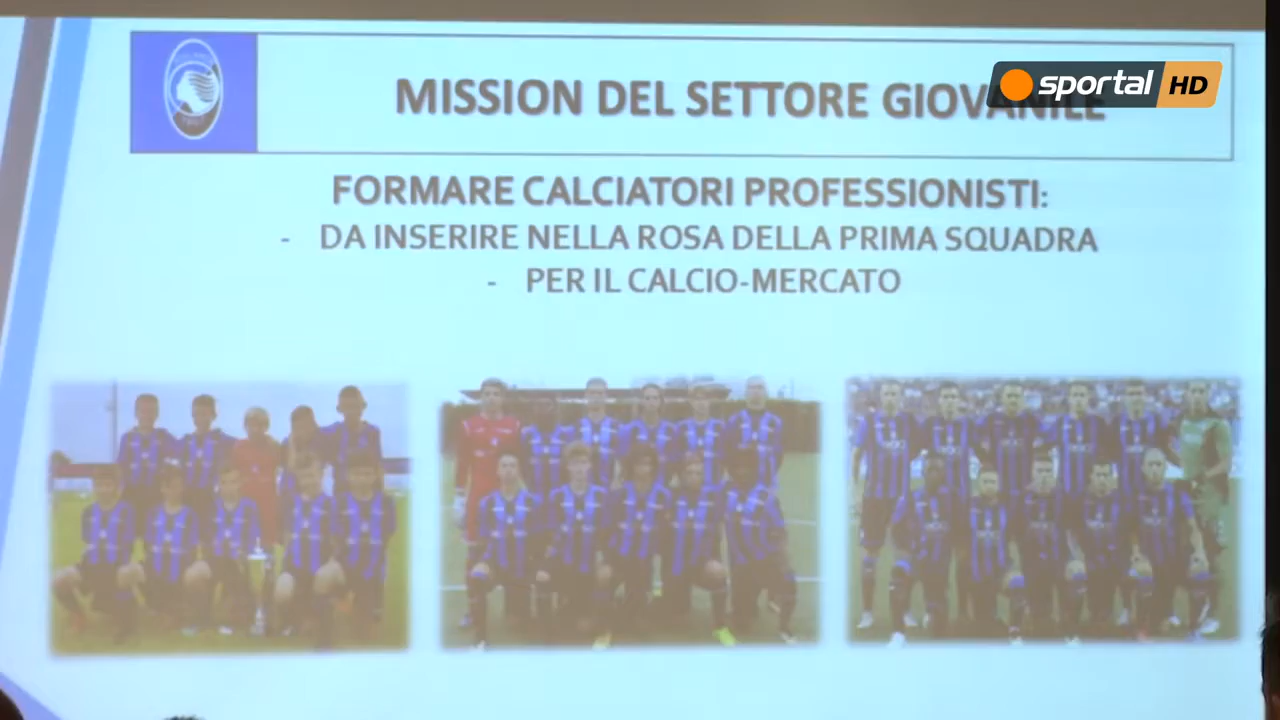 MISSION DEL SETTORE GIOVANILE
sportal HD
FORMARE CALCIATORI PROFESSIONISTI:
- DA INSERIRE NELLA ROSA DELLA PRIMA SQUADRA
- PER IL CALCIO-MERCATO